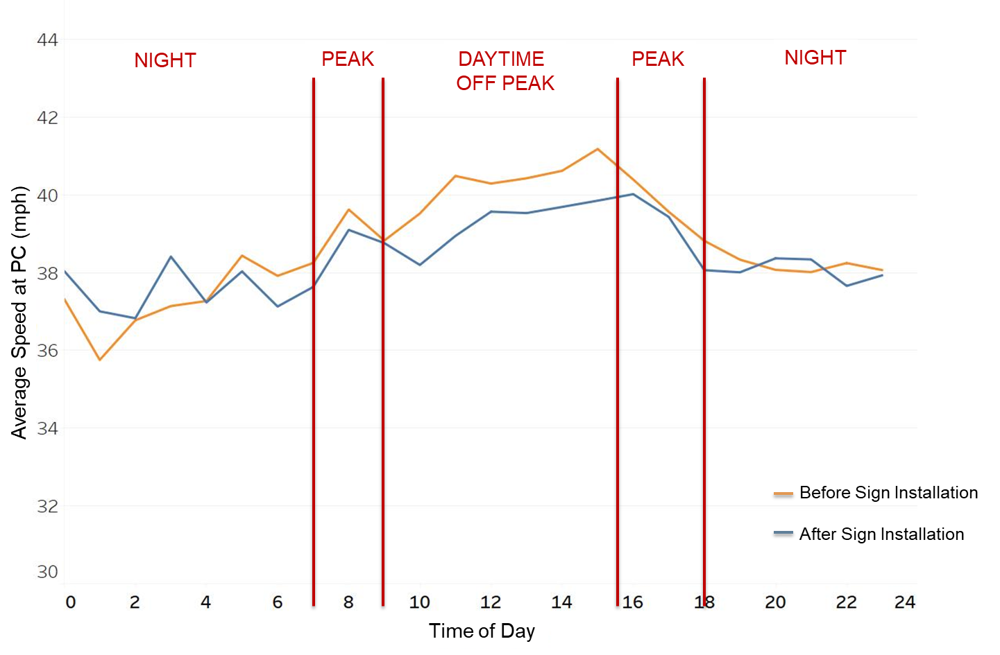 NIGHT
PEAK
DAYTIME
OFF PEAK
PEAK
NIGHT
44
42
40
38
36
34
32
30
Average Speed at PC (mph)
Before Sign Installation
After Sign Installation
0 2 4 6 8 10 12 14 16 18 20 22 24
Time of Day